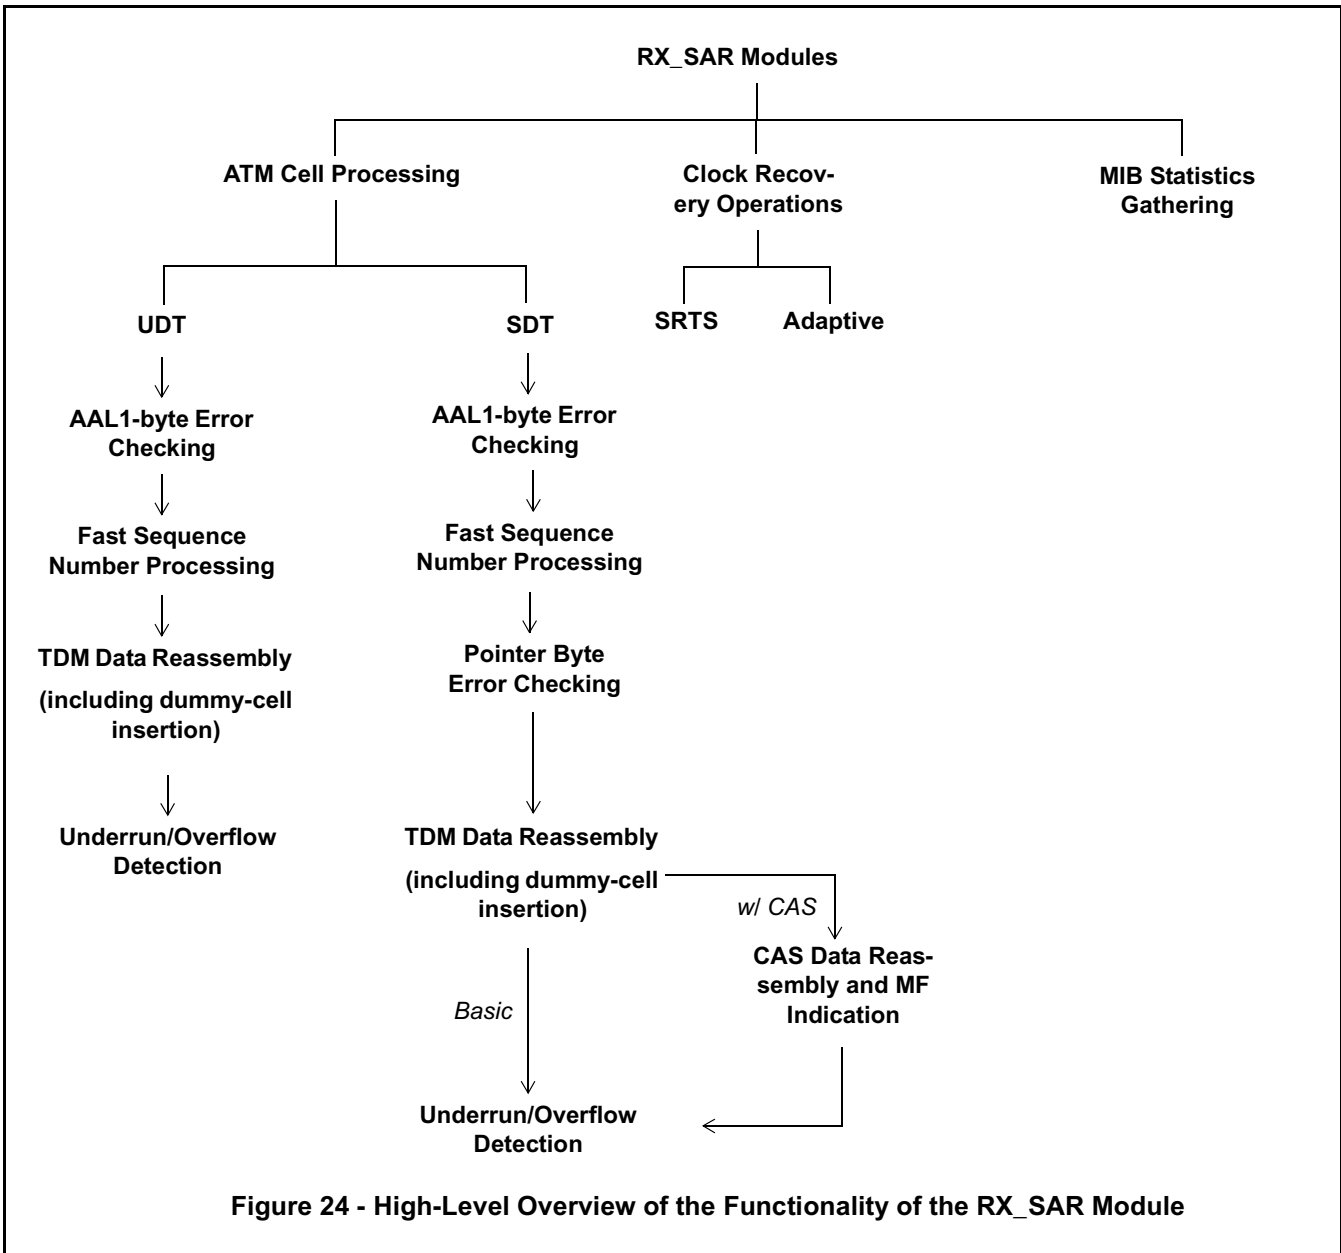 RX_SAR Modules
ATM Cell Processing
Clock Recov-
ery Operations
MIB Statistics
Gathering
UDT
SDT
SRTS
Adaptive
AAL1-byte Error
Checking
AAL1-byte Error
Checking
Fast Sequence
Number Processing
Fast Sequence
Number Processing
TDM Data Reassembly
(including dummy-cell
insertion)
Pointer Byte
Error Checking
Underrun/Overflow
Detection
TDM Data Reassembly
(including dummy-cell
insertion)
w/ CAS
CAS Data Reas-
sembly and MF
Indication
Basic
Underrun/Overflow
Detection
Figure 24 - High-Level Overview of the Functionality of the RX_SAR Module